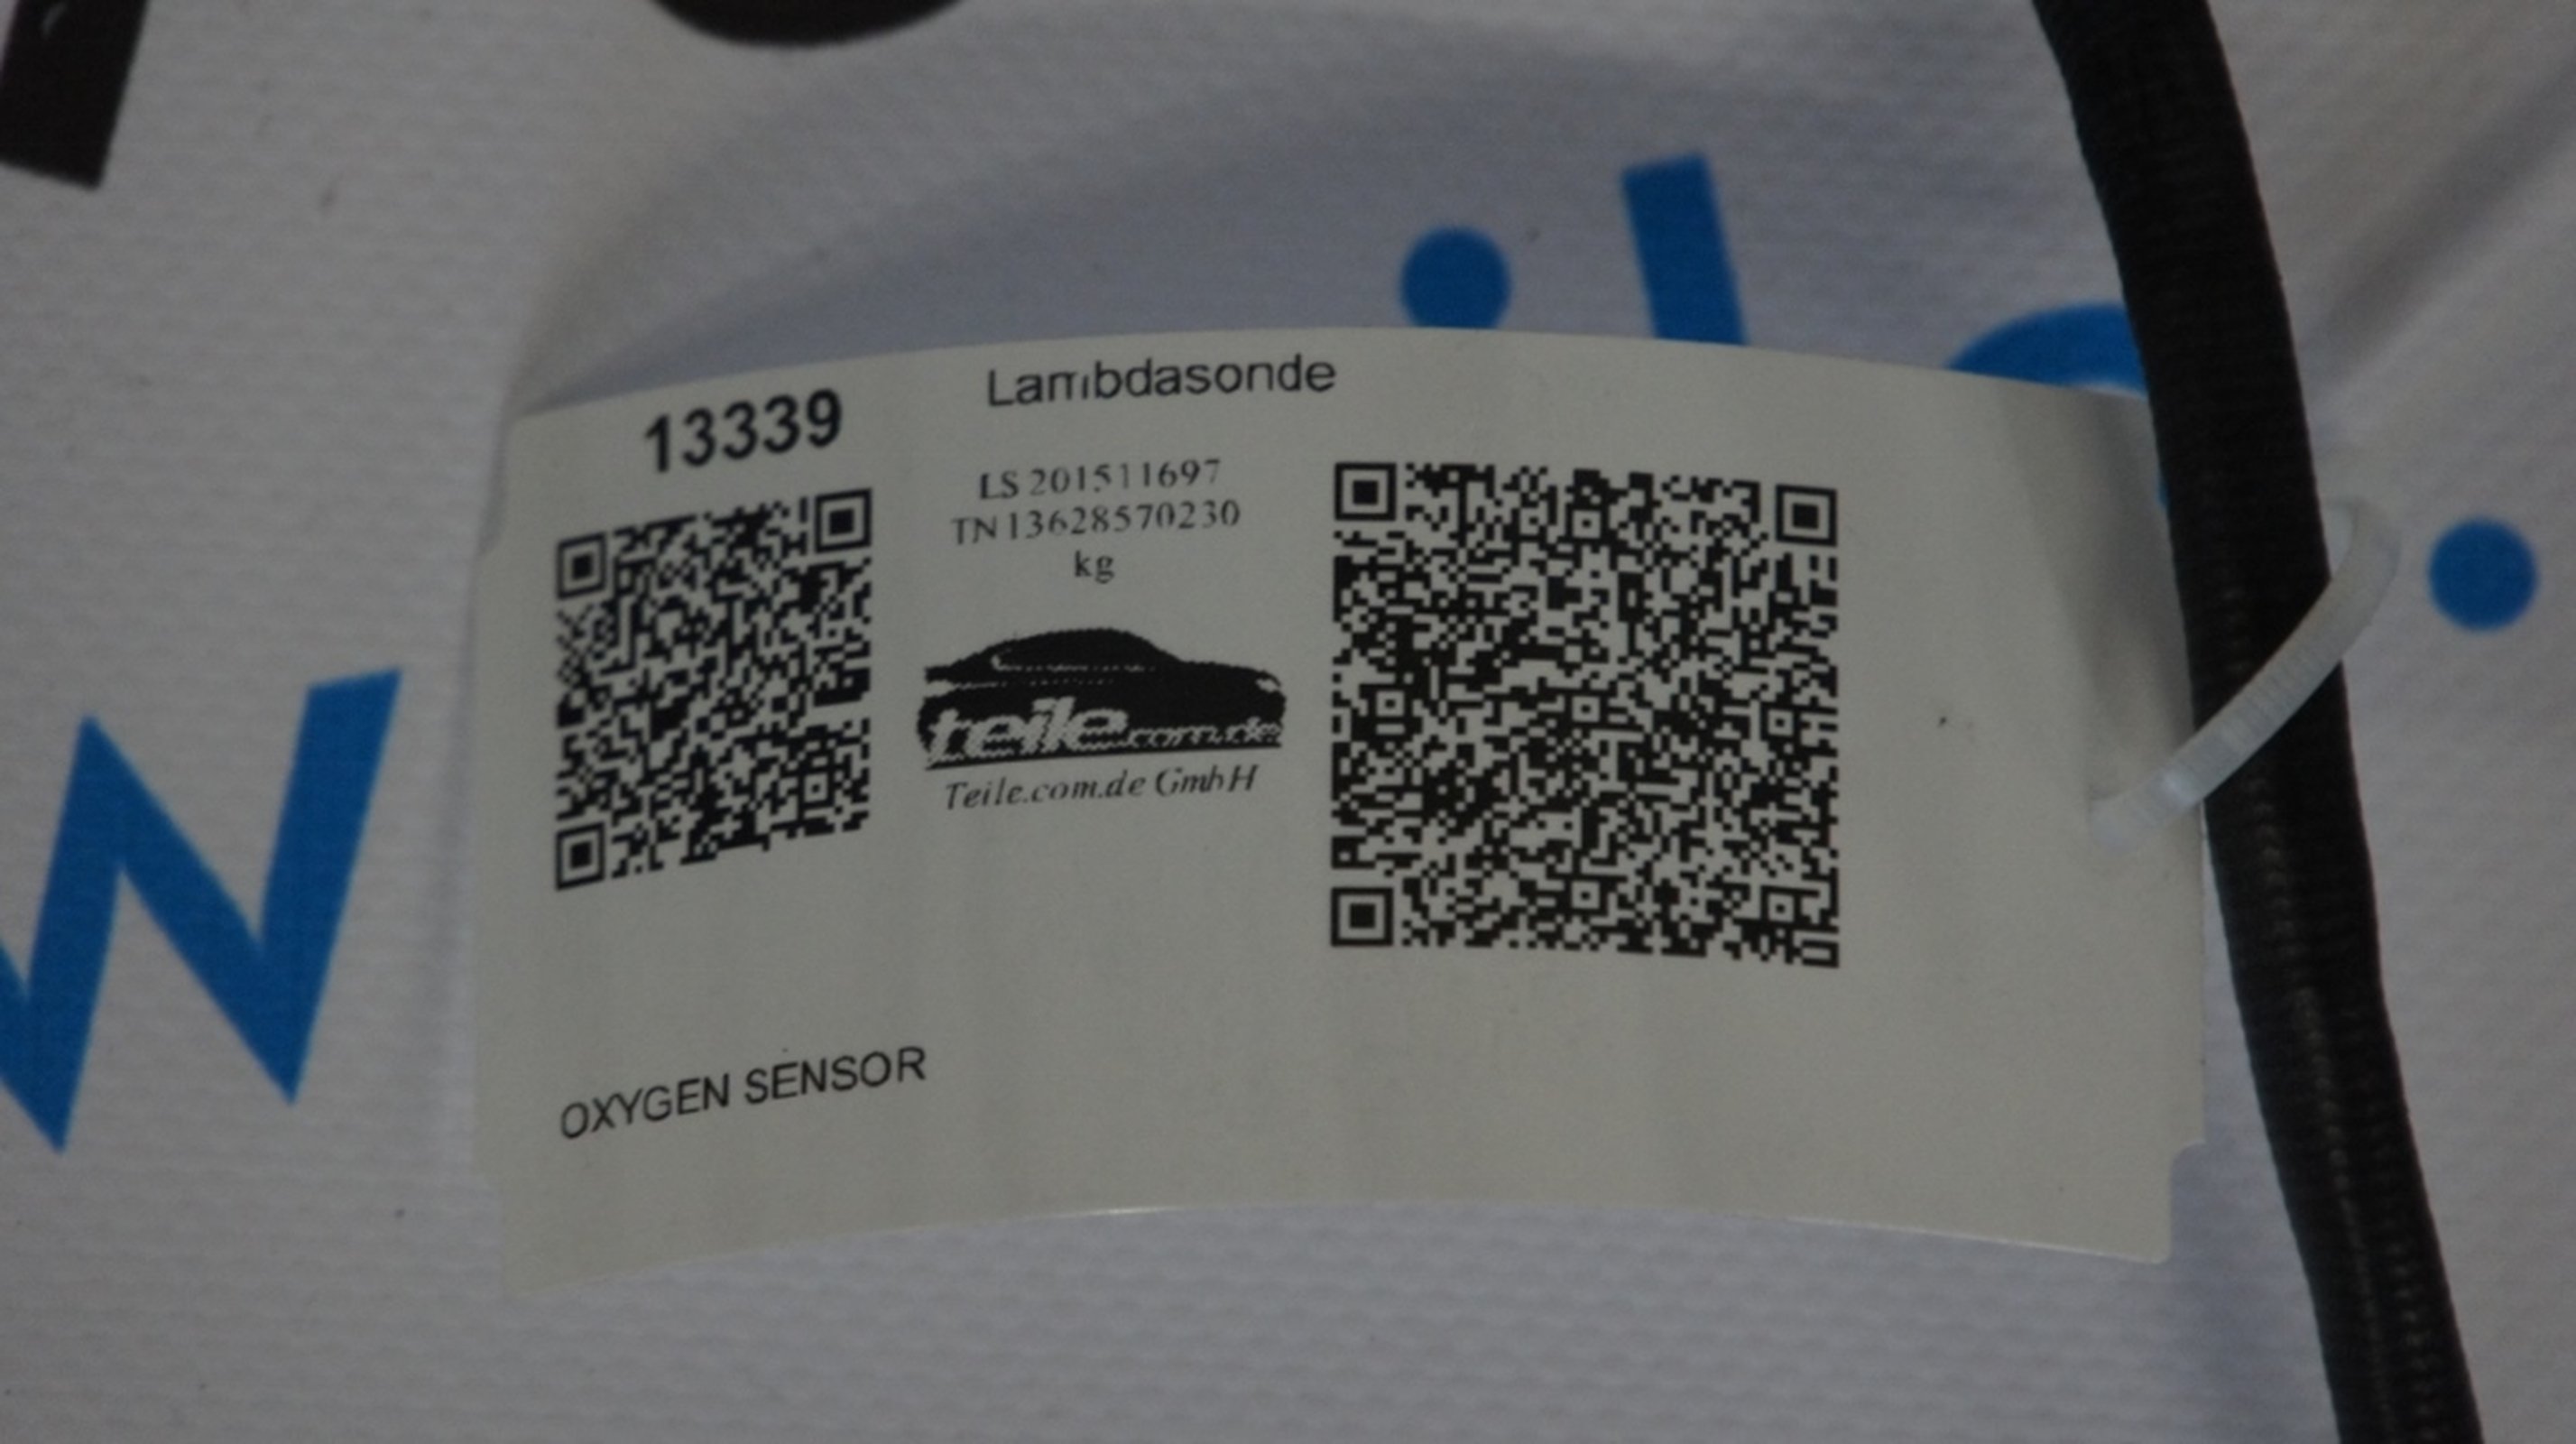 13339
Lambdasonde
LS 201511697
TN 13628570230
kg
teile.com.de
Teile.com.de GmbH
OXYGEN SENSOR